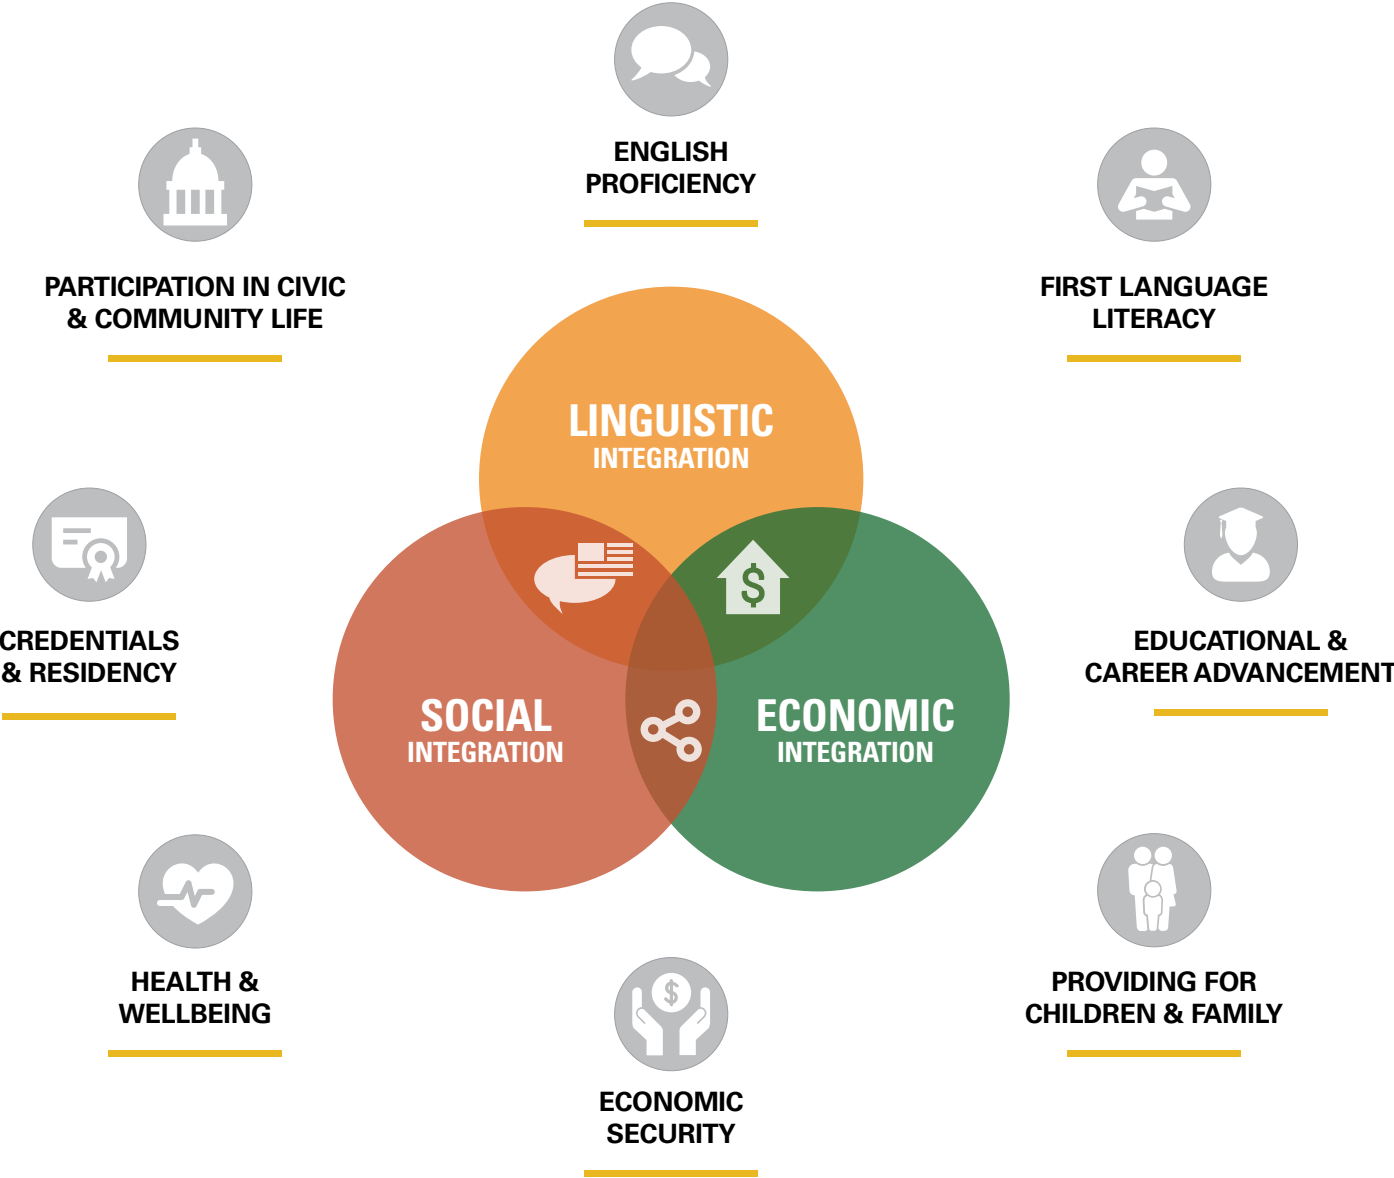 ENGLISH
PROFICIENCY
PARTICIPATION IN CIVIC
& COMMUNITY LIFE
FIRST LANGUAGE
LITERACY
LINGUISTIC
INTEGRATION
$
CREDENTIALS
& RESIDENCY
EDUCATIONAL &
CAREER ADVANCEMENT
SOCIAL
INTEGRATION
ECONOMIC
INTEGRATION
HEALTH &
WELLBEING
PROVIDING FOR
CHILDREN & FAMILY
$
ECONOMIC
SECURITY